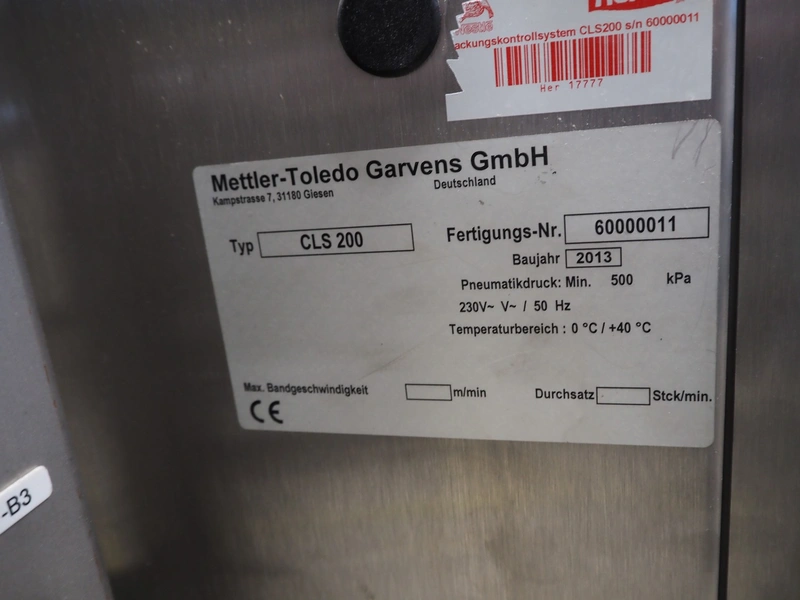 ackungskontrollsystem CLS200 s/n 60000011
Her 17777
Mettler-Toledo Garvens GmbH
Kampstrasse 7, 31180 Giesen
Deutschland
Typ CLS 200
Fertigungs-Nr. 60000011
Baujahr 2013
Pneumatikdruck: Min. 500 kPa
230V~ V~ / 50 Hz
Temperaturbereich : 0 °C / +40 °C
Max. Bandgeschwindigkeit m/min
Durchsatz Stck/min.
CE
-B3